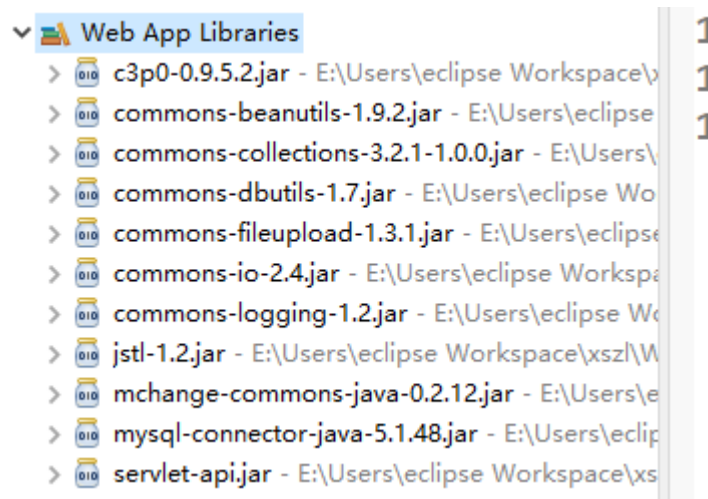 Web App Libraries
c3p0-0.9.5.2.jar - E:\Users\eclipse Workspace\
commons-beanutils-1.9.2.jar - E:\Users\eclipse
commons-collections-3.2.1-1.0.0.jar - E:\Users\
commons-dbutils-1.7.jar - E:\Users\eclipse Wo
commons-fileupload-1.3.1.jar - E:\Users\eclipse
commons-io-2.4.jar - E:\Users\eclipse Workspa
commons-logging-1.2.jar - E:\Users\eclipse Wo
jstl-1.2.jar - E:\Users\eclipse Workspace\xszl\W
mchange-commons-java-0.2.12.jar - E:\Users\e
mysql-connector-java-5.1.48.jar - E:\Users\eclip
servlet-api.jar - E:\Users\eclipse Workspace\xs
1
1
1